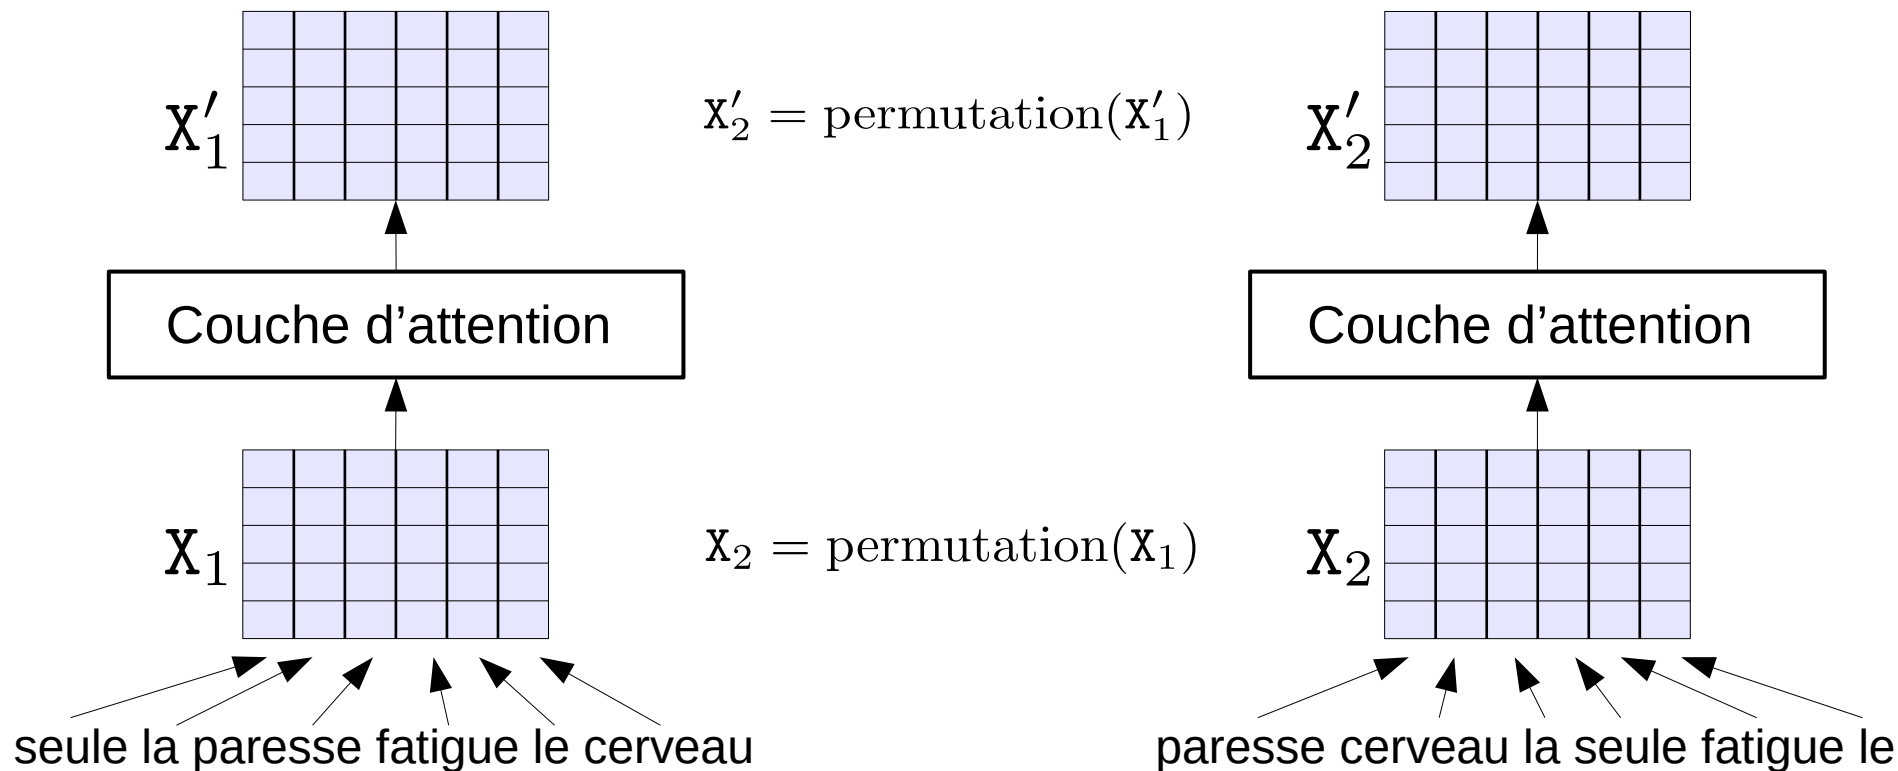 X′₁
X′₂ = permutation(X′₁)
X′₂
Couche d’attention
Couche d’attention
X₁
X₂ = permutation(X₁)
X₂
seule la paresse fatigue le cerveau
paresse cerveau la seule fatigue le